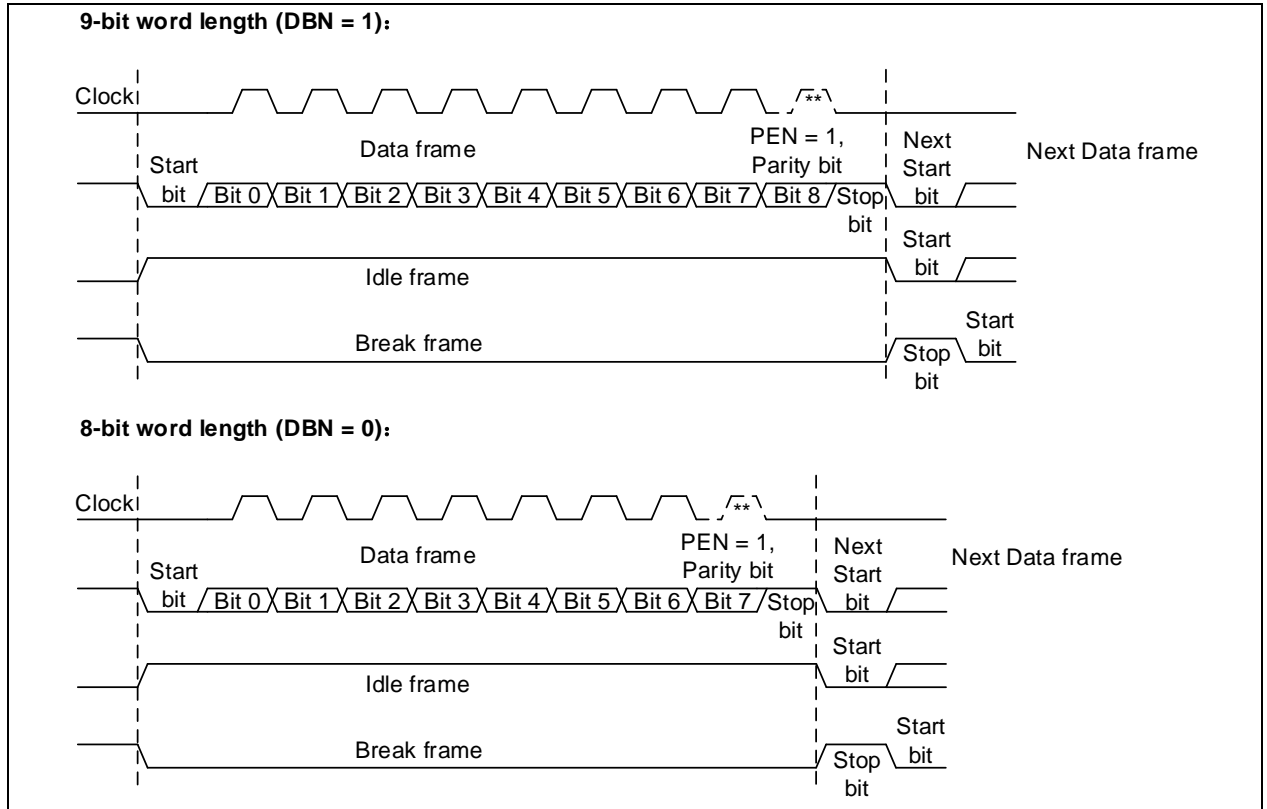 9-bit word length (DBN = 1)：
Clock
**
Data frame
PEN = 1,
Parity bit
Next
Start
bit
Next Data frame
Start
bit
Bit 0
Bit 1
Bit 2
Bit 3
Bit 4
Bit 5
Bit 6
Bit 7
Bit 8
Stop
bit
Idle frame
Start
bit
Break frame
Stop
bit
Start
bit
8-bit word length (DBN = 0)：
Clock
**
Data frame
PEN = 1,
Parity bit
Next
Start
bit
Next Data frame
Start
bit
Bit 0
Bit 1
Bit 2
Bit 3
Bit 4
Bit 5
Bit 6
Bit 7
Stop
bit
Idle frame
Start
bit
Break frame
Stop
bit
Start
bit